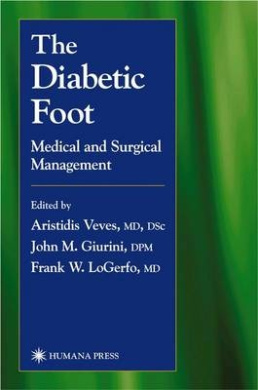 The
Diabetic
Foot
Medical and Surgical
Management
Edited by
Aristidis Veves, MD, DSc
John M. Giurini, DPM
Frank W. LoGerfo, MD
HUMANA PRESS